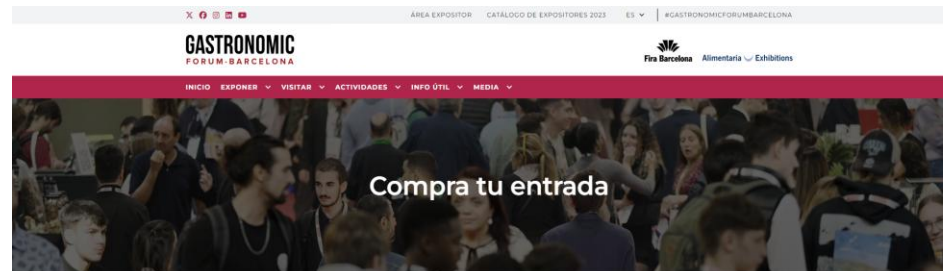 ÁREA EXPOSITOR CATÁLOGO DE EXPOSITORES 2023 ES #GASTRONOMICFORUMBARCELONA
GASTRONOMIC
FORUM-BARCELONA
Fira Barcelona Alimentaria Exhibitions
INICIO EXPONER VISITAR ACTIVIDADES INFO ÚTIL MEDIA
Compra tu entrada